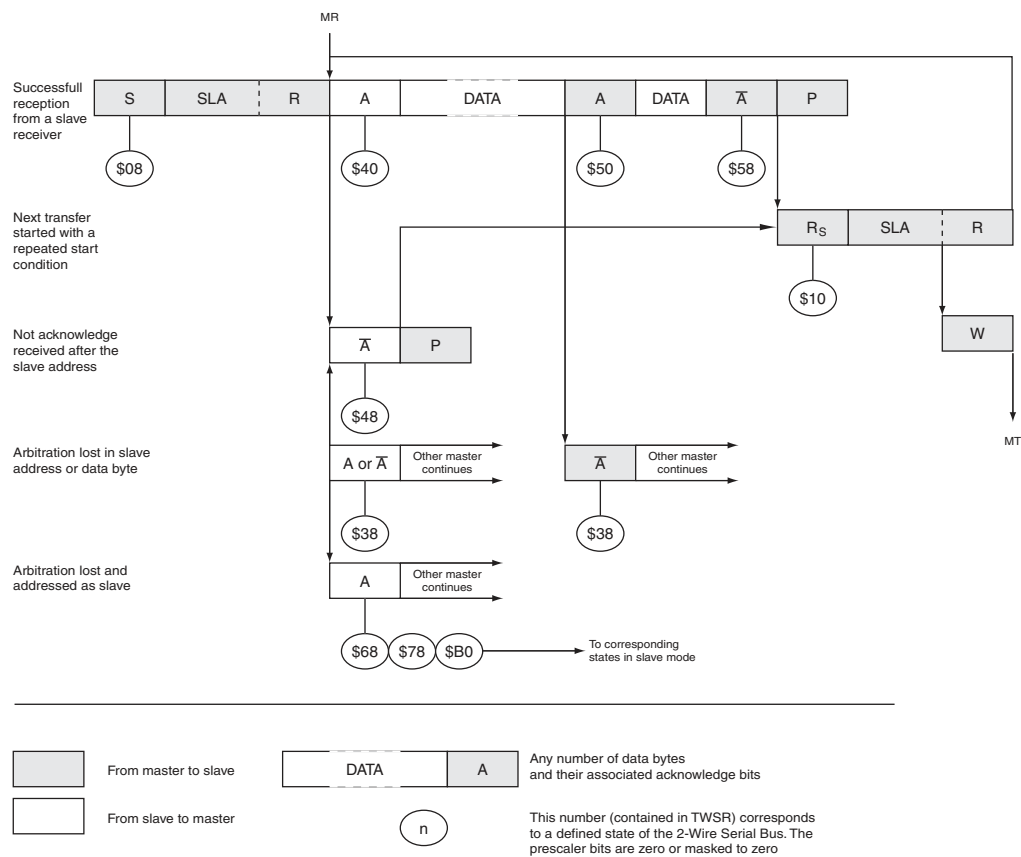 MR
Successfull
reception
from a slave
receiver
S SLA R A DATA A DATA A̅ P
$08 $40 $50 $58
Next transfer
started with a
repeated start
condition
RS SLA R
$10
Not acknowledge
received after the
slave address
A̅ P
W
$48
MT
Arbitration lost in slave
address or data byte
A or A̅ Other master
continues
A̅ Other master
continues
$38 $38
Arbitration lost and
addressed as slave
A Other master
continues
$68 $78 $B0 To corresponding
states in slave mode
From master to slave
DATA A
Any number of data bytes
and their associated acknowledge bits
From slave to master
n
This number (contained in TWSR) corresponds
to a defined state of the 2-Wire Serial Bus. The
prescaler bits are zero or masked to zero